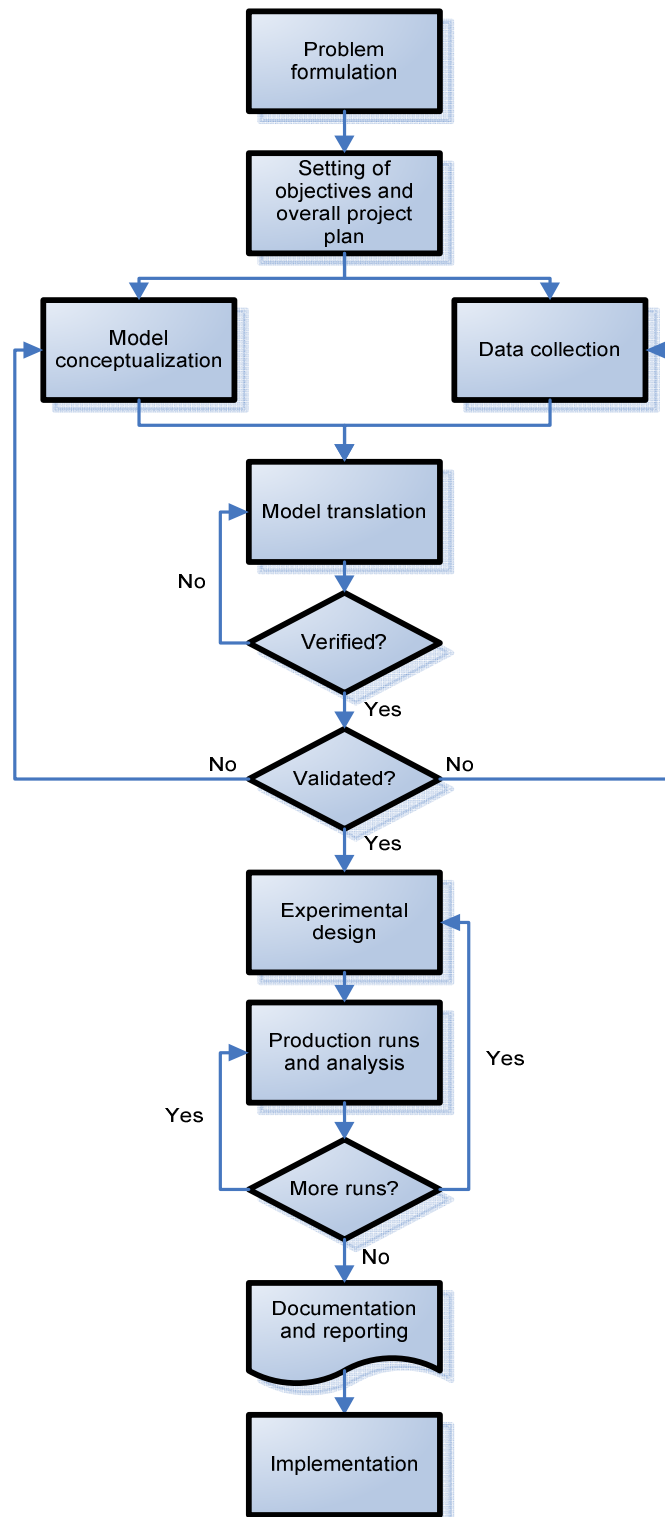 Problem
formulation
Setting of
objectives and
overall project
plan
Model
conceptualization
Data collection
Model translation
No
Verified?
Yes
No
Validated?
No
Yes
Experimental
design
Production runs
and analysis
Yes
Yes
More runs?
No
Documentation
and reporting
Implementation